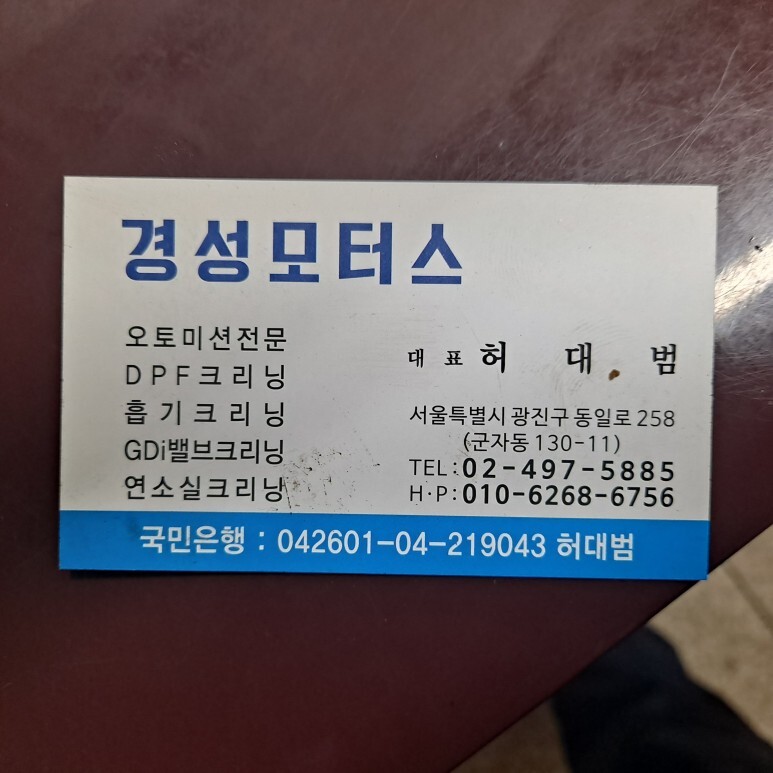 경성모터스
오토미션전문
DPF크리닝
흡기크리닝
GDi밸브크리닝
연소실크리닝
대표 허대범
서울특별시 광진구 동일로 258
(군자동 130-11)
TEL:02-497-5885
H·P:010-6268-6756
국민은행 : 042601-04-219043 허대범